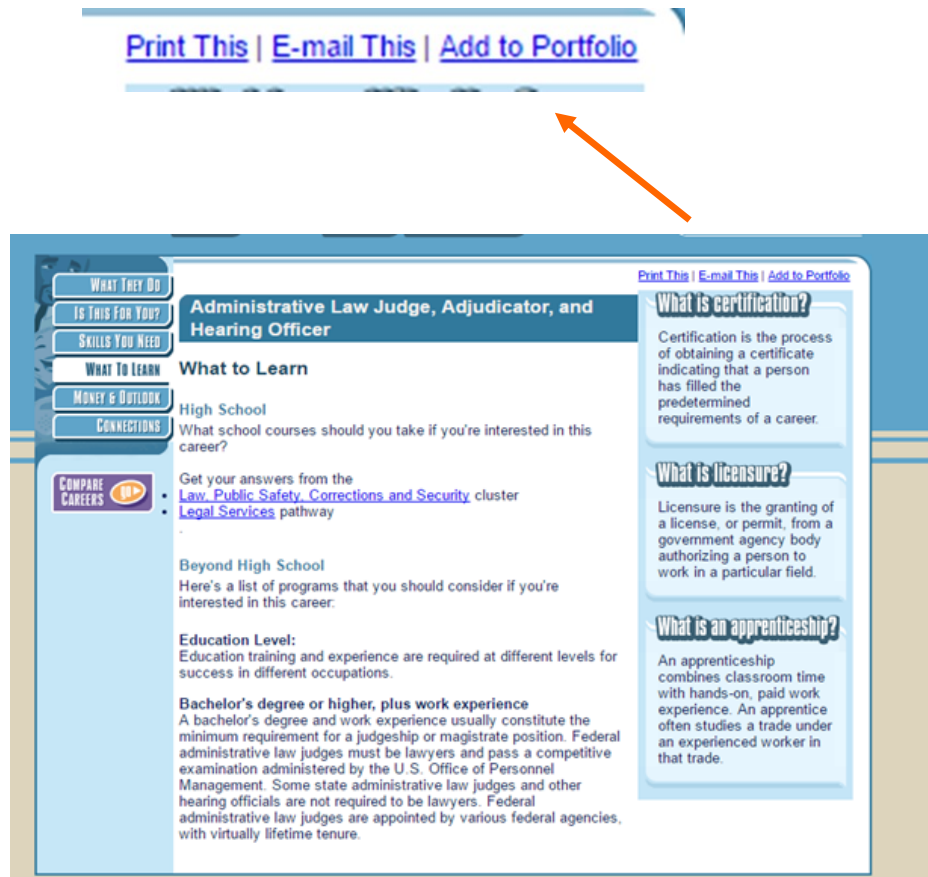 Print This | E-mail This | Add to Portfolio
Print This | E-mail This | Add to Portfolio
WHAT THEY DO
IS THIS FOR YOU?
SKILLS YOU NEED
WHAT TO LEARN
MONEY & OUTLOOK
CONNECTIONS
COMPARE
CAREERS
Administrative Law Judge, Adjudicator, and
Hearing Officer
What to Learn
High School
What school courses should you take if you're interested in this
career?
Get your answers from the
• Law, Public Safety, Corrections and Security cluster
• Legal Services pathway
.
Beyond High School
Here's a list of programs that you should consider if you're
interested in this career:
Education Level:
Education training and experience are required at different levels for
success in different occupations.
Bachelor's degree or higher, plus work experience
A bachelor's degree and work experience usually constitute the
minimum requirement for a judgeship or magistrate position. Federal
administrative law judges must be lawyers and pass a competitive
examination administered by the U.S. Office of Personnel
Management. Some state administrative law judges and other
hearing officials are not required to be lawyers. Federal
administrative law judges are appointed by various federal agencies,
with virtually lifetime tenure.
What is certification?
Certification is the process
of obtaining a certificate
indicating that a person
has filled the
predetermined
requirements of a career.
What is licensure?
Licensure is the granting of
a license, or permit, from a
government agency body
authorizing a person to
work in a particular field.
What is an apprenticeship?
An apprenticeship
combines classroom time
with hands-on, paid work
experience. An apprentice
often studies a trade under
an experienced worker in
that trade.